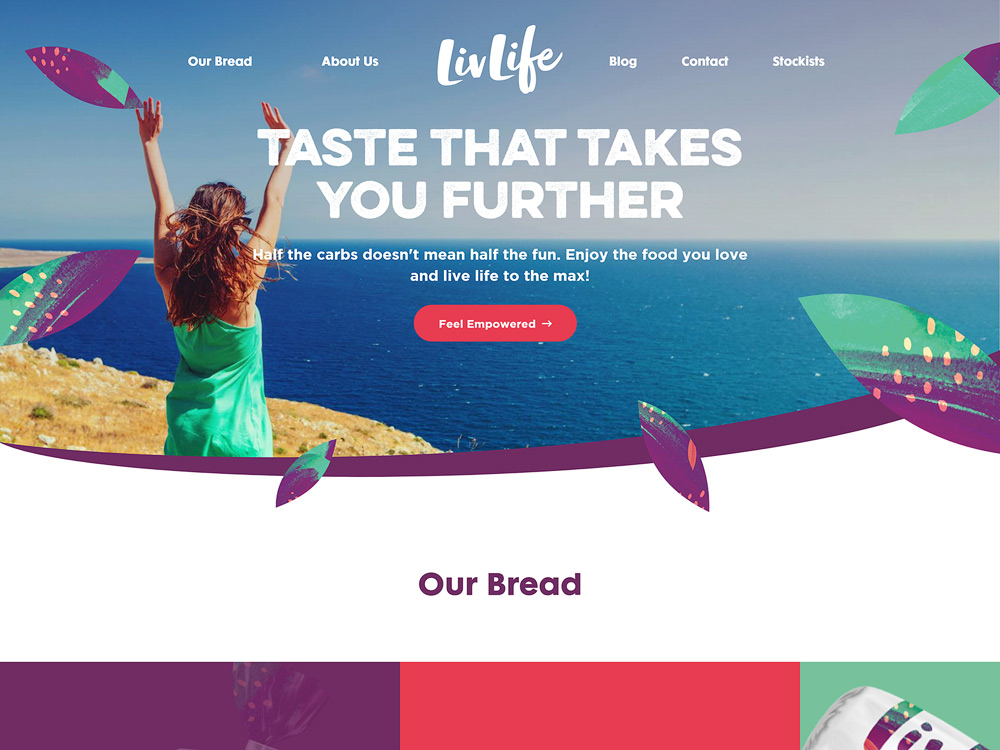 Our Bread
About Us
LivLife
Blog
Contact
Stockists
TASTE THAT TAKES
YOU FURTHER
Half the carbs doesn't mean half the fun. Enjoy the food you love
and live life to the max!
Feel Empowered →
Our Bread